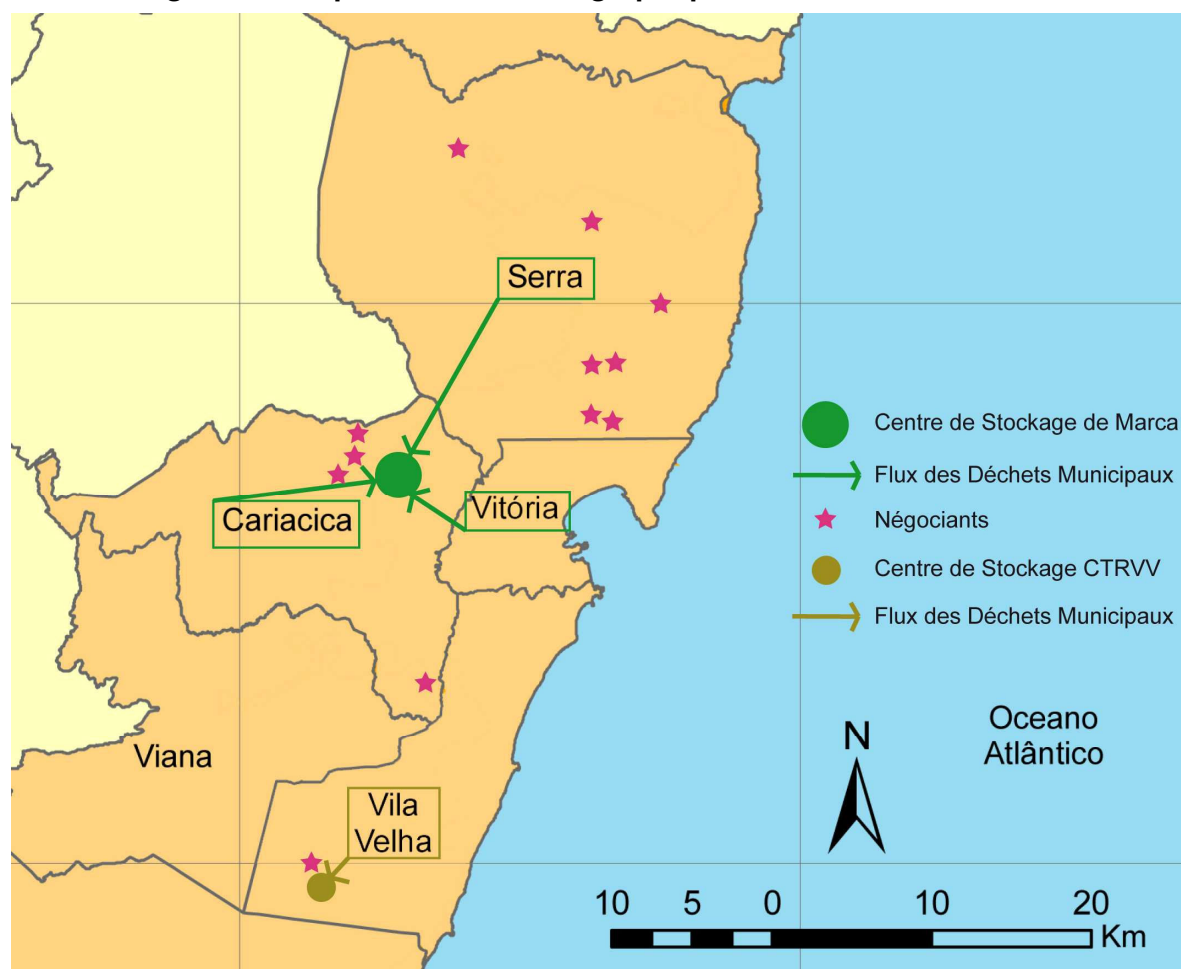 Serra
Cariacica
Vitória
Viana
Vila
Velha
Centre de Stockage de Marca
Flux des Déchets Municipaux
Négociants
Centre de Stockage CTRVV
Flux des Déchets Municipaux
Oceano
Atlântico
N
10 5 0 10 20
Km